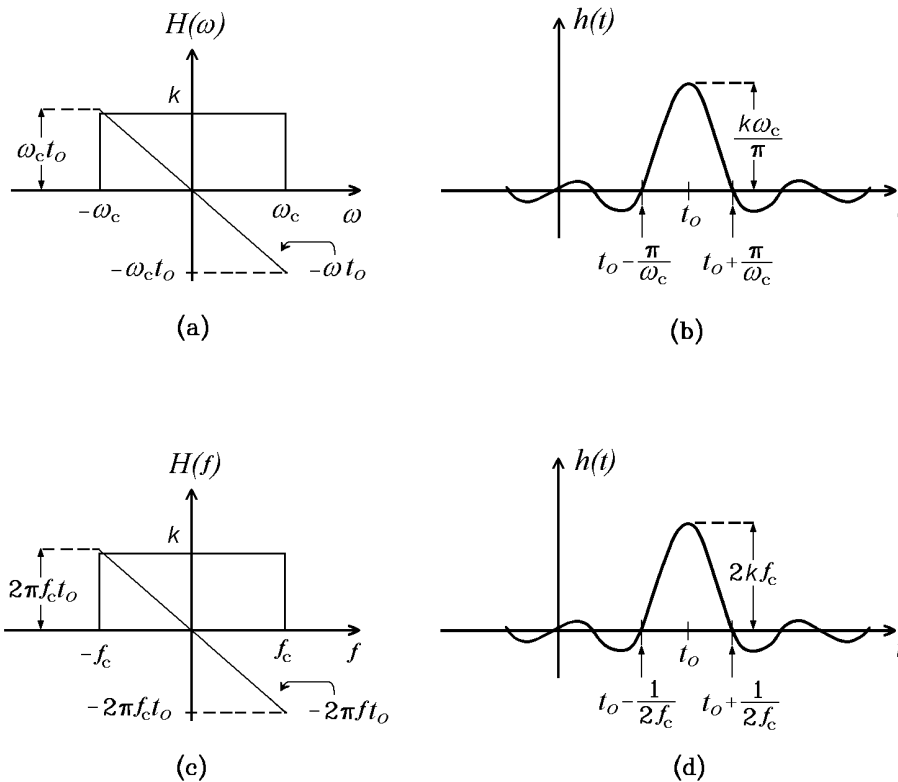 H(ω)
k
ω_c t_o
-ω_c
ω_c
ω
-ω_c t_o
-ω t_o
(a)
h(t)
kω_c/π
t_o
t_o - π/ω_c
t_o + π/ω_c
(b)
H(f)
k
2πf_c t_o
-f_c
f_c
f
-2πf_c t_o
-2πf t_o
(c)
h(t)
2kf_c
t_o
t_o - 1/2f_c
t_o + 1/2f_c
(d)